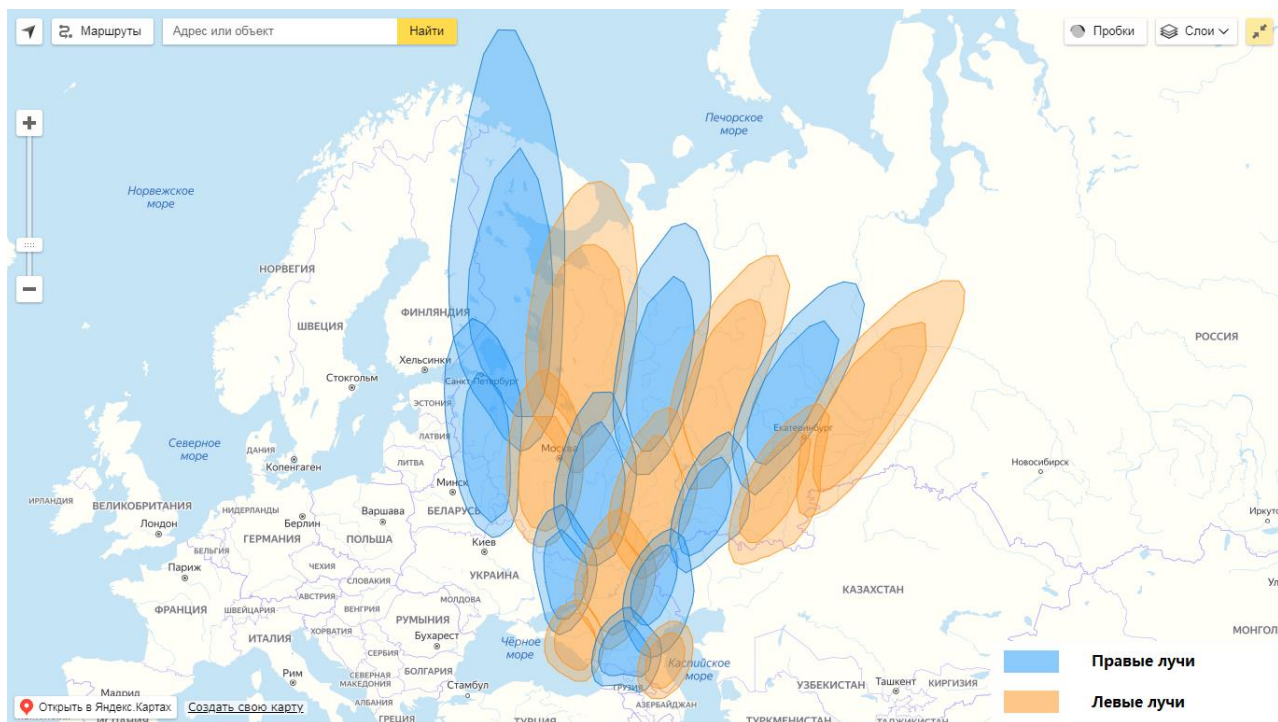 Маршруты
Адрес или объект
Найти
Пробки
Слои
Печорское
море
Норвежское
море
НОРВЕГИЯ
ФИНЛЯНДИЯ
ШВЕЦИЯ
РОССИЯ
Хельсинки
Санкт-Петербург
Стокгольм
ЭСТОНИЯ
Северное
море
ДАНИЯ
Копенгаген
ЛАТВИЯ
ЛИТВА
Москва
Екатеринбург
Новосибирск
Минск
ИРЛАНДИЯ
ВЕЛИКОБРИТАНИЯ
НИДЕРЛАНДЫ
Берлин
Варшава
БЕЛАРУСЬ
Иркутс
Лондон
ГЕРМАНИЯ
ПОЛЬША
Киев
БЕЛЬГИЯ
Париж
ЧЕХИЯ
УКРАИНА
СЛОВАКИЯ
КАЗАХСТАН
АВСТРИЯ
МОЛДОВА
ФРАНЦИЯ
ШВЕЙЦАРИЯ
ВЕНГРИЯ
РУМЫНИЯ
МОНГОЛ
ХОРВАТИЯ
ИТАЛИЯ
Бухарест
Чёрное
море
СЕРБИЯ
Каспийское
море
Правые лучи
Рим
БОЛГАРИЯ
СЕВЕРНАЯ
МАКЕДОНИЯ
Стамбул
ГРУЗИЯ
УЗБЕКИСТАН
Ташкент
КИРГИЗИЯ
Мадрид
АЛБАНИЯ
АЗЕРБАЙДЖАН
Левые лучи
Открыть в Яндекс.Картах
Создать свою карту
ИСПАНИЯ
ГРЕЦИЯ
ТУРЦИЯ
ТУРКМЕНИСТАН
ТАДЖИКИСТАН